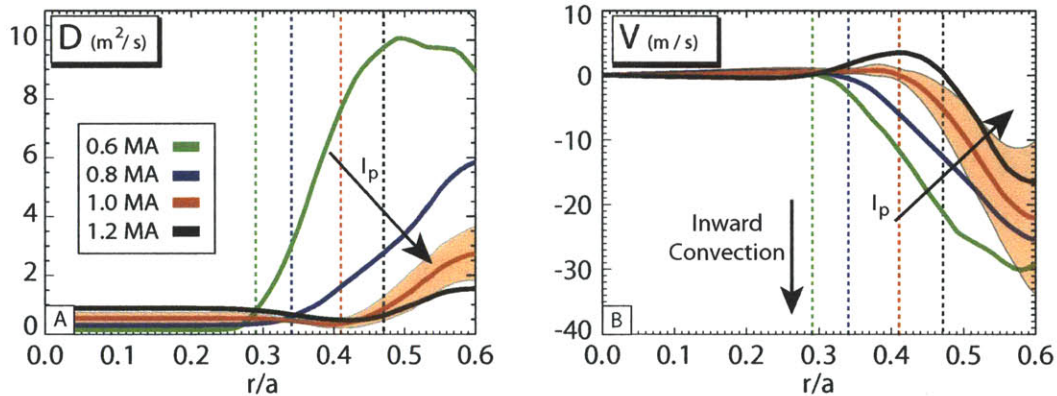 D (m²/s)
10
8
6
4
2
0
0.6 MA
0.8 MA
1.0 MA
1.2 MA
Iₚ
A
0.0 0.1 0.2 0.3 0.4 0.5 0.6
r/a
V (m/s)
10
0
-10
-20
-30
-40
Inward
Convection
Iₚ
B
0.0 0.1 0.2 0.3 0.4 0.5 0.6
r/a